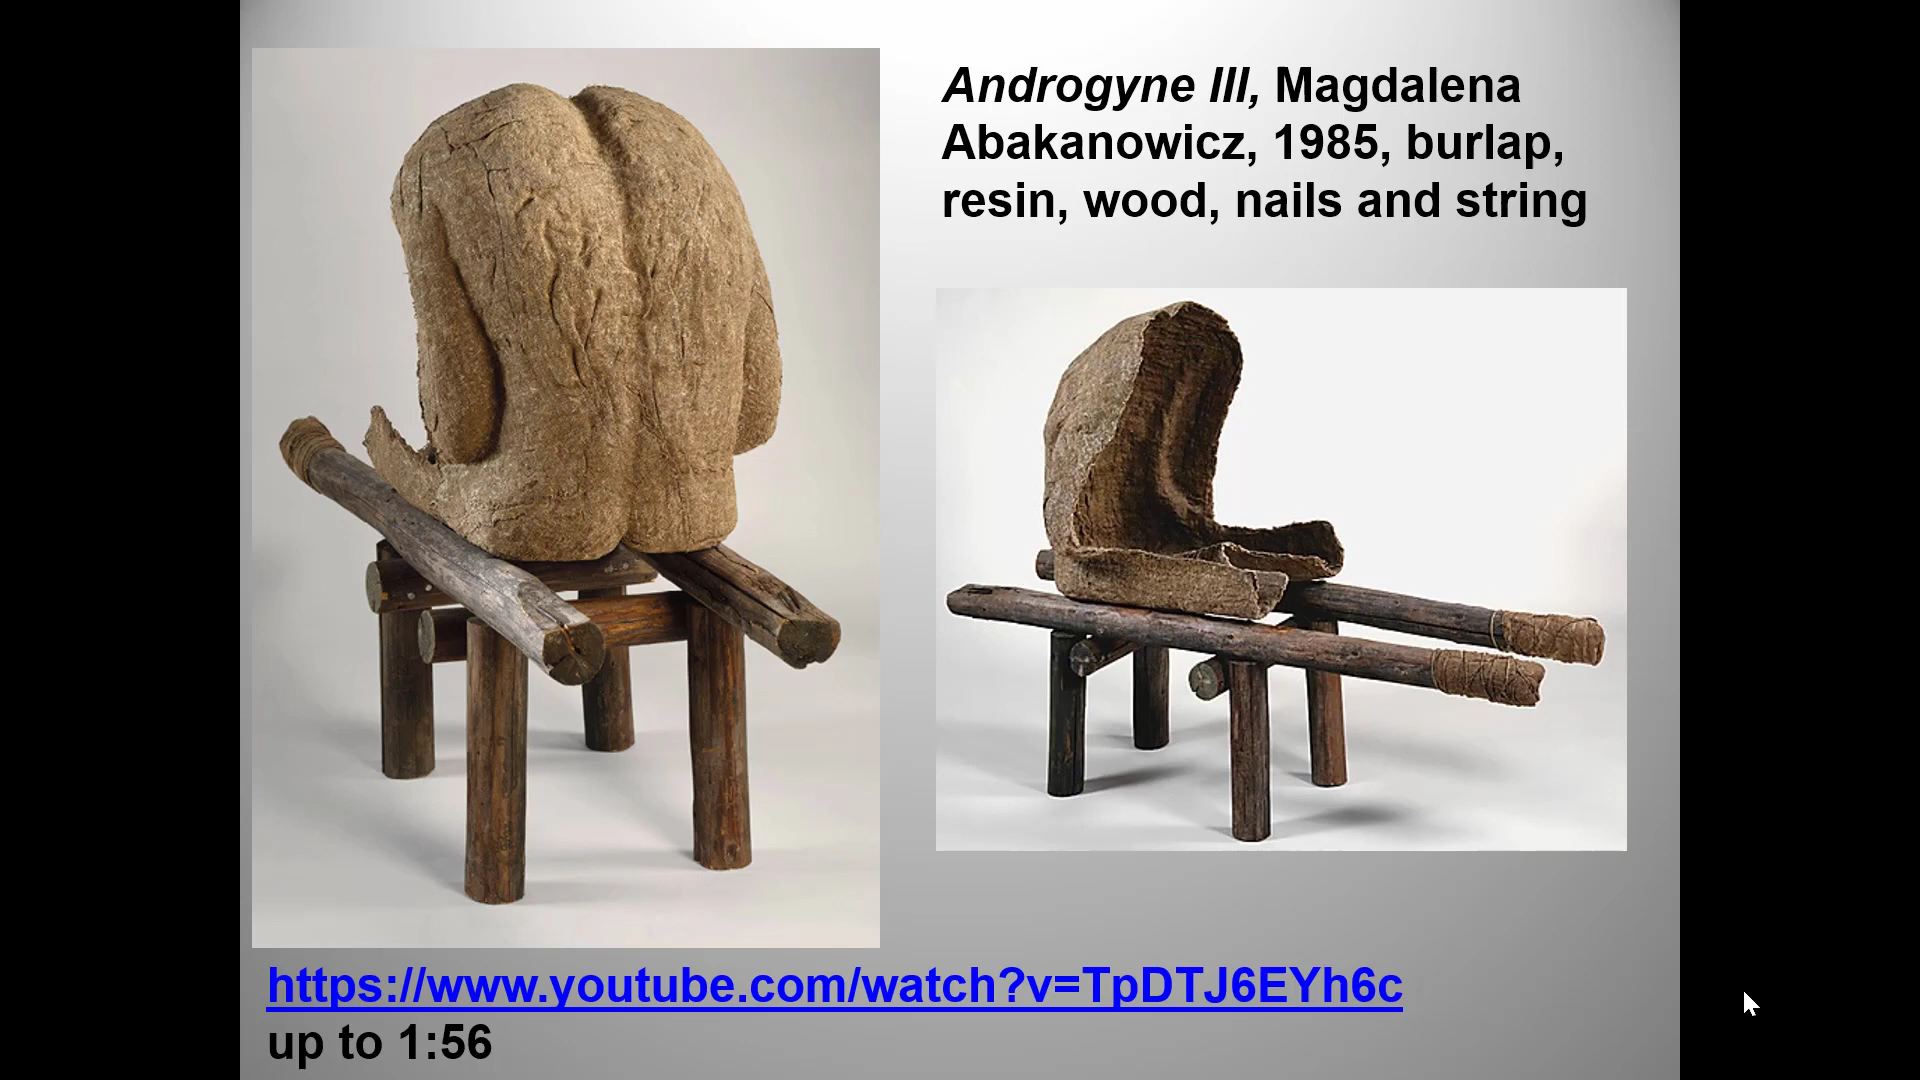 Androgyne III, Magdalena
Abakanowicz, 1985, burlap,
resin, wood, nails and string
https://www.youtube.com/watch?v=TpDTJ6EYh6c
up to 1:56